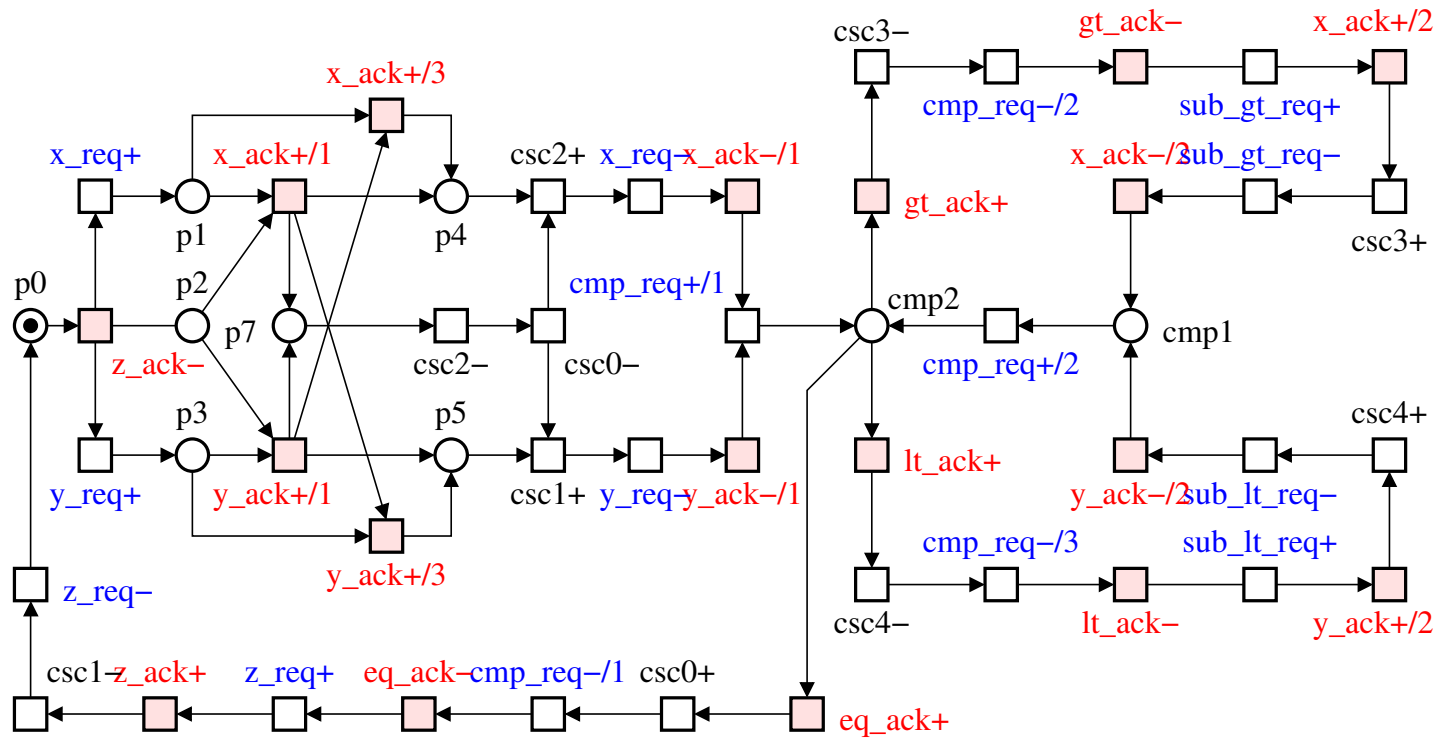 csc3−
gt_ack−
x_ack+/2
x_ack+/3
cmp_req−/2
sub_gt_req+
x_req+
x_ack+/1
csc2+
x_req−
x_ack−/1
x_ack−/2
sub_gt_req−
gt_ack+
p1
p4
csc3+
p0
p2
cmp_req+/1
cmp2
p7
cmp1
z_ack−
csc2−
csc0−
cmp_req+/2
p3
p5
csc4+
lt_ack+
y_req+
y_ack+/1
csc1+
y_req−
y_ack−/1
y_ack−/2
sub_lt_req−
cmp_req−/3
sub_lt_req+
y_ack+/3
z_req−
csc4−
lt_ack−
y_ack+/2
csc1−
z_ack+
z_req+
eq_ack−
cmp_req−/1
csc0+
eq_ack+